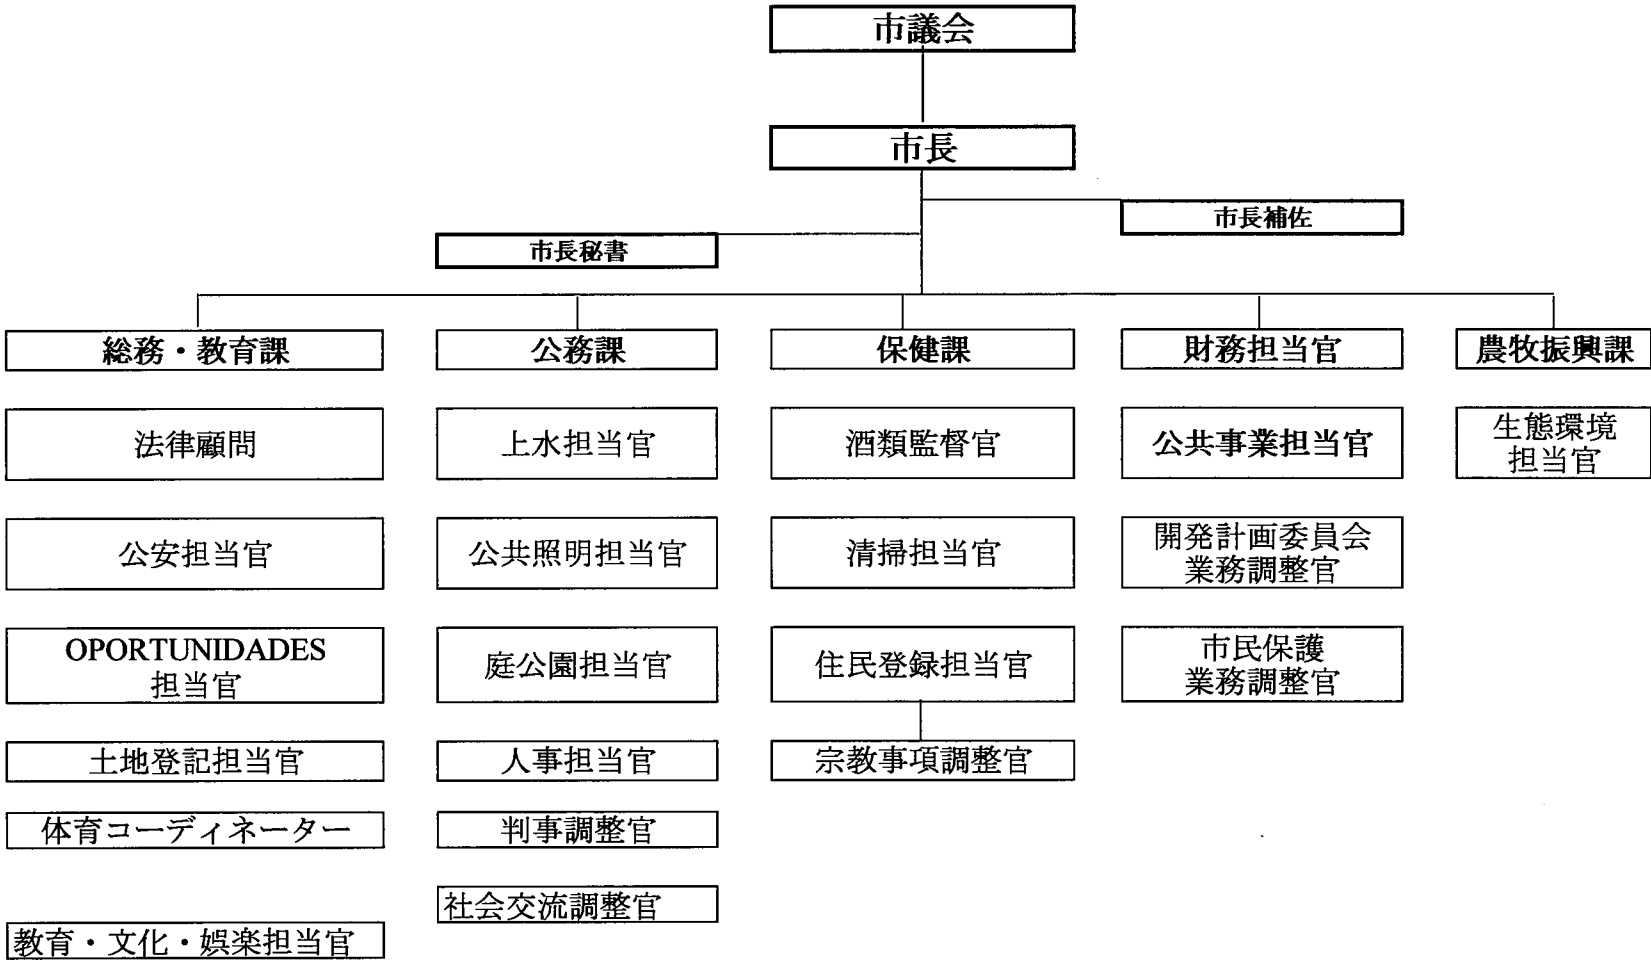 市議会
市長
市長補佐
市長秘書
総務・教育課
公務課
保健課
財務担当官
農牧振興課
法律顧問
上水担当官
酒類監督官
公共事業担当官
生態環境
担当官
公安担当官
公共照明担当官
清掃担当官
開発計画委員会
業務調整官
OPORTUNIDADES
担当官
庭公園担当官
住民登録担当官
市民保護
業務調整官
土地登記担当官
人事担当官
宗教事項調整官
体育コーディネーター
判事調整官
社会交流調整官
教育・文化・娯楽担当官